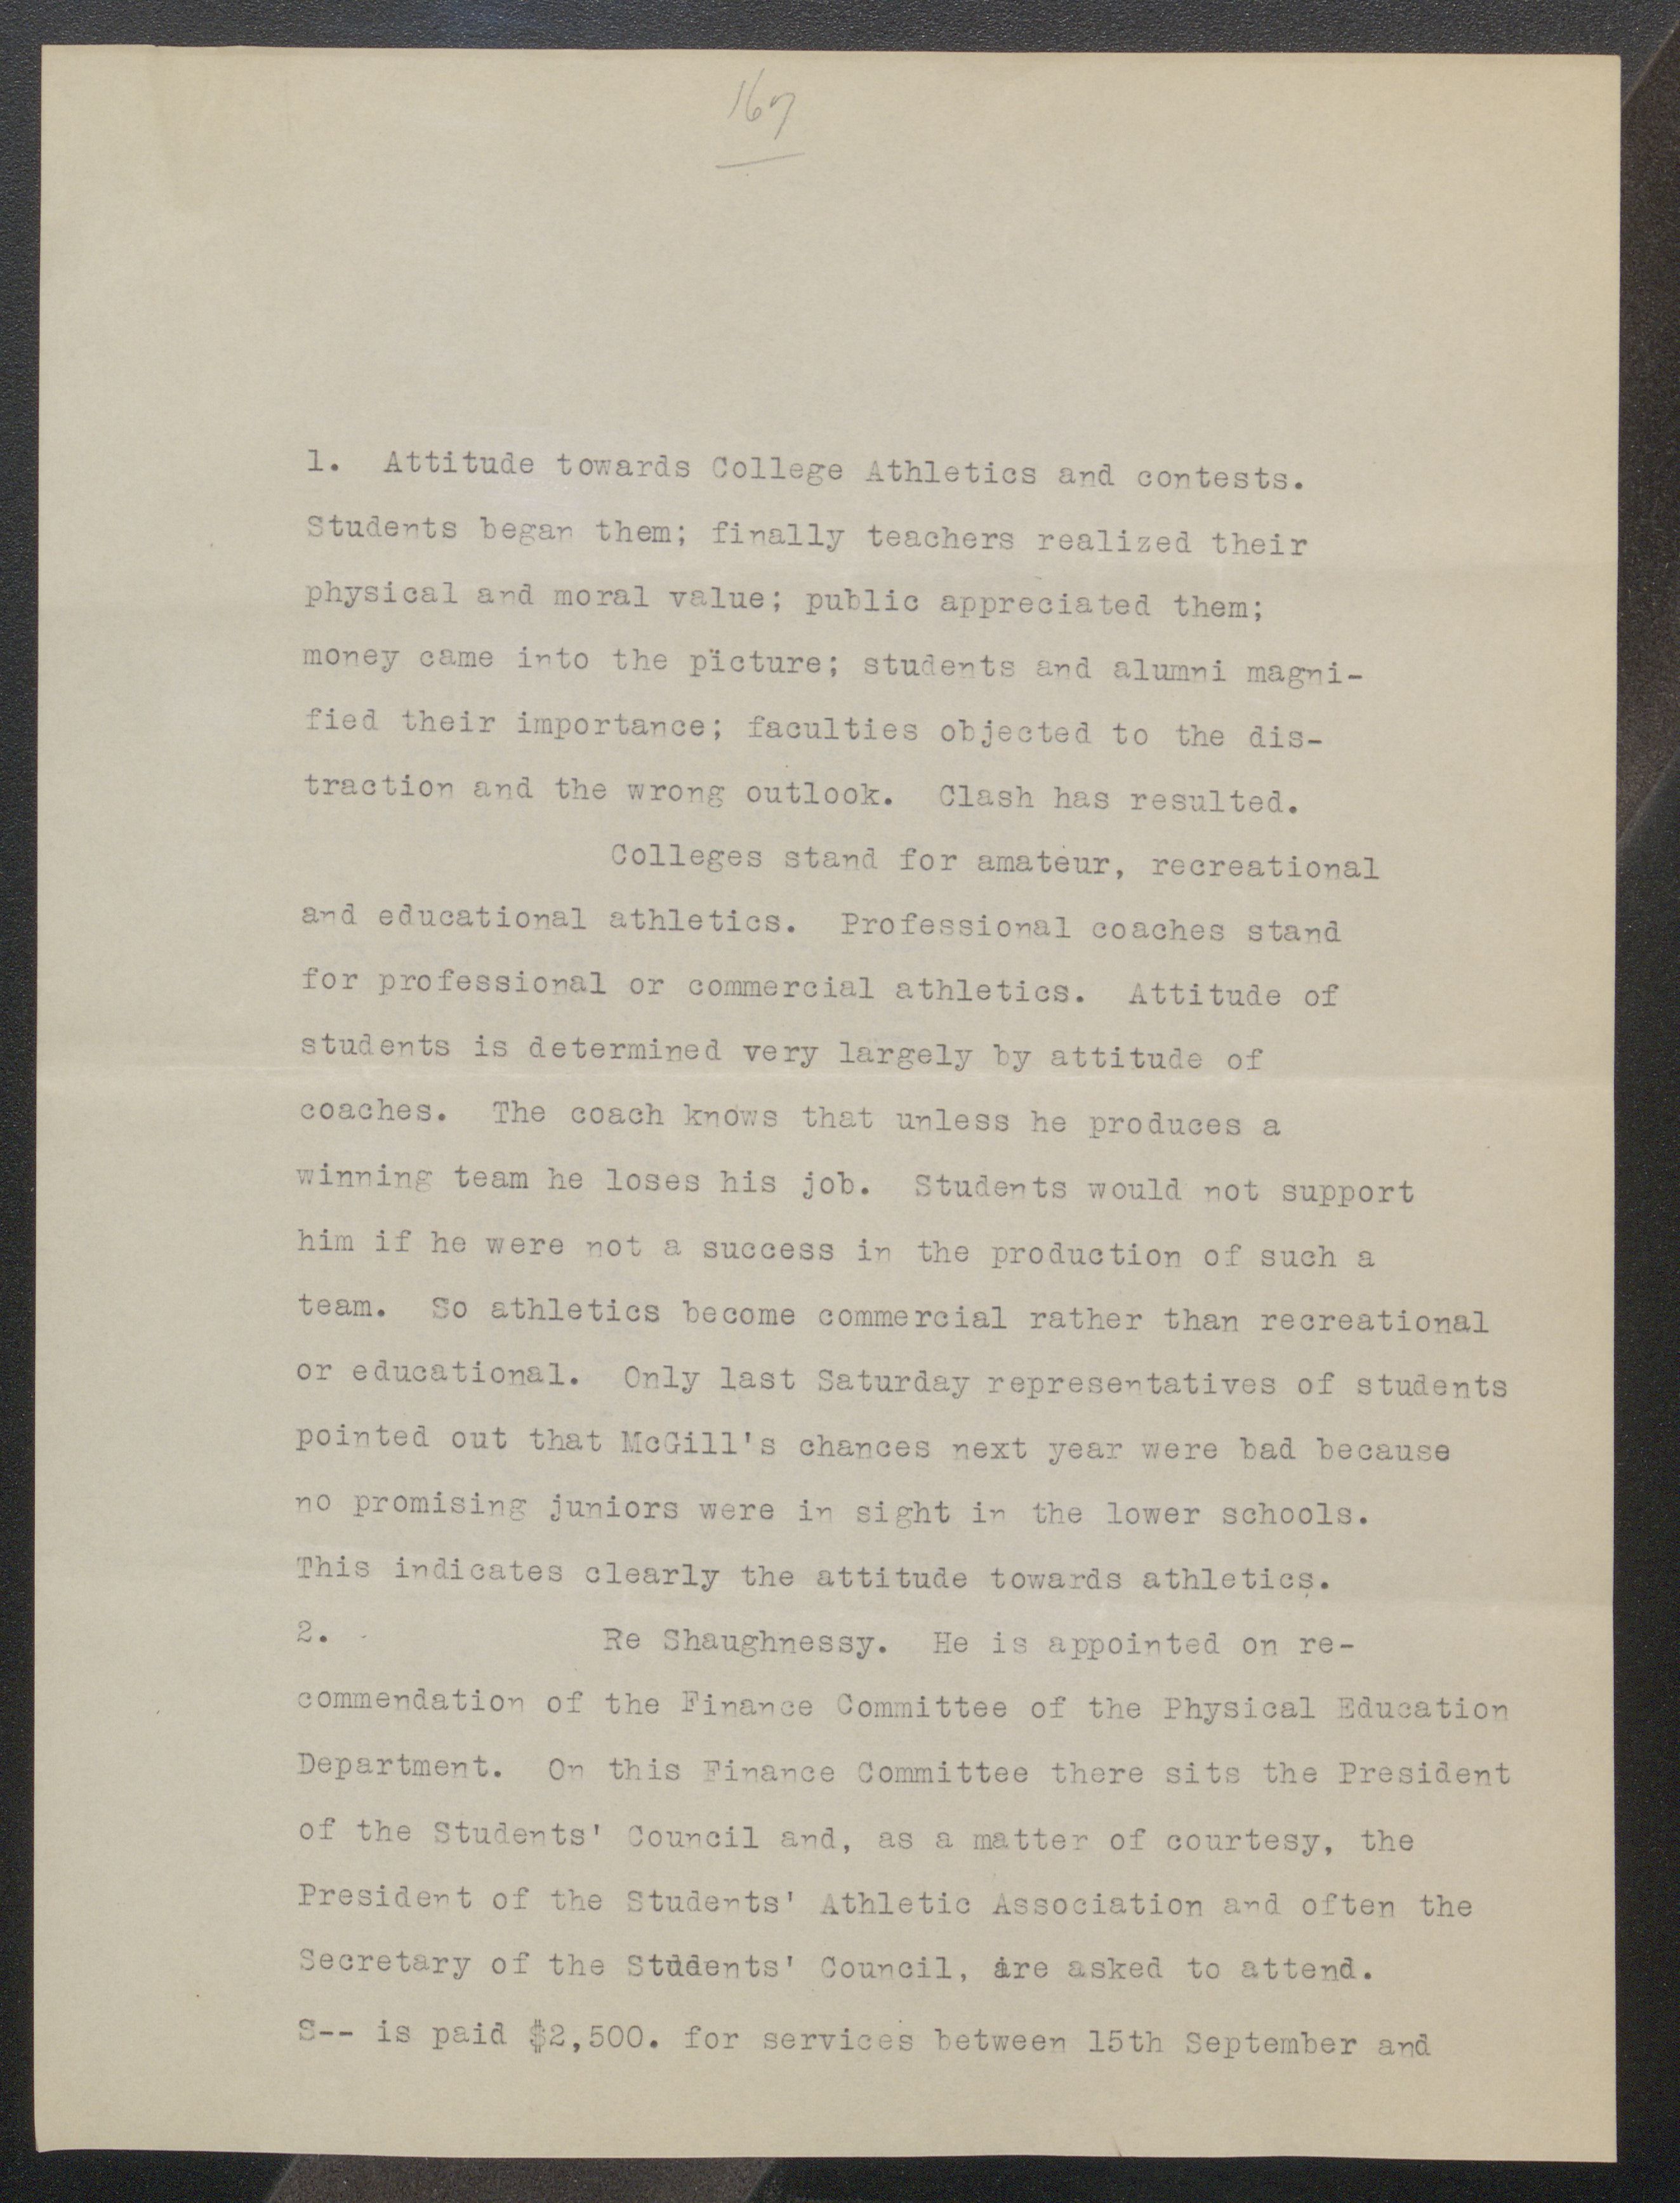 167
1. Attitude towards College Athletics and contests.
Students began them; finally teachers realized their
physical and moral value; public appreciated them;
money came into the picture; students and alumni magni-
fied their importance; faculties objected to the dis-
traction and the wrong outlook. Clash has resulted.
Colleges stand for amateur, recreational
and educational athletics. Professional coaches stand
for professional or commercial athletics. Attitude of
students is determined very largely by attitude of
coaches. The coach knows that unless he produces a
winning team he loses his job. Students would not support
him if he were not a success in the production of such a
team. So athletics become commercial rather than recreational
or educational. Only last Saturday representatives of students
pointed out that McGill's chances next year were bad because
no promising juniors were in sight in the lower schools.
This indicates clearly the attitude towards athletics.
2. Re Shaughnessy. He is appointed on re-
commendation of the Finance Committee of the Physical Education
Department. On this Finance Committee there sits the President
of the Students' Council and, as a matter of courtesy, the
President of the Students' Athletic Association and often the
Secretary of the Students' Council, are asked to attend.
S-- is paid $2,500. for services between 15th September and